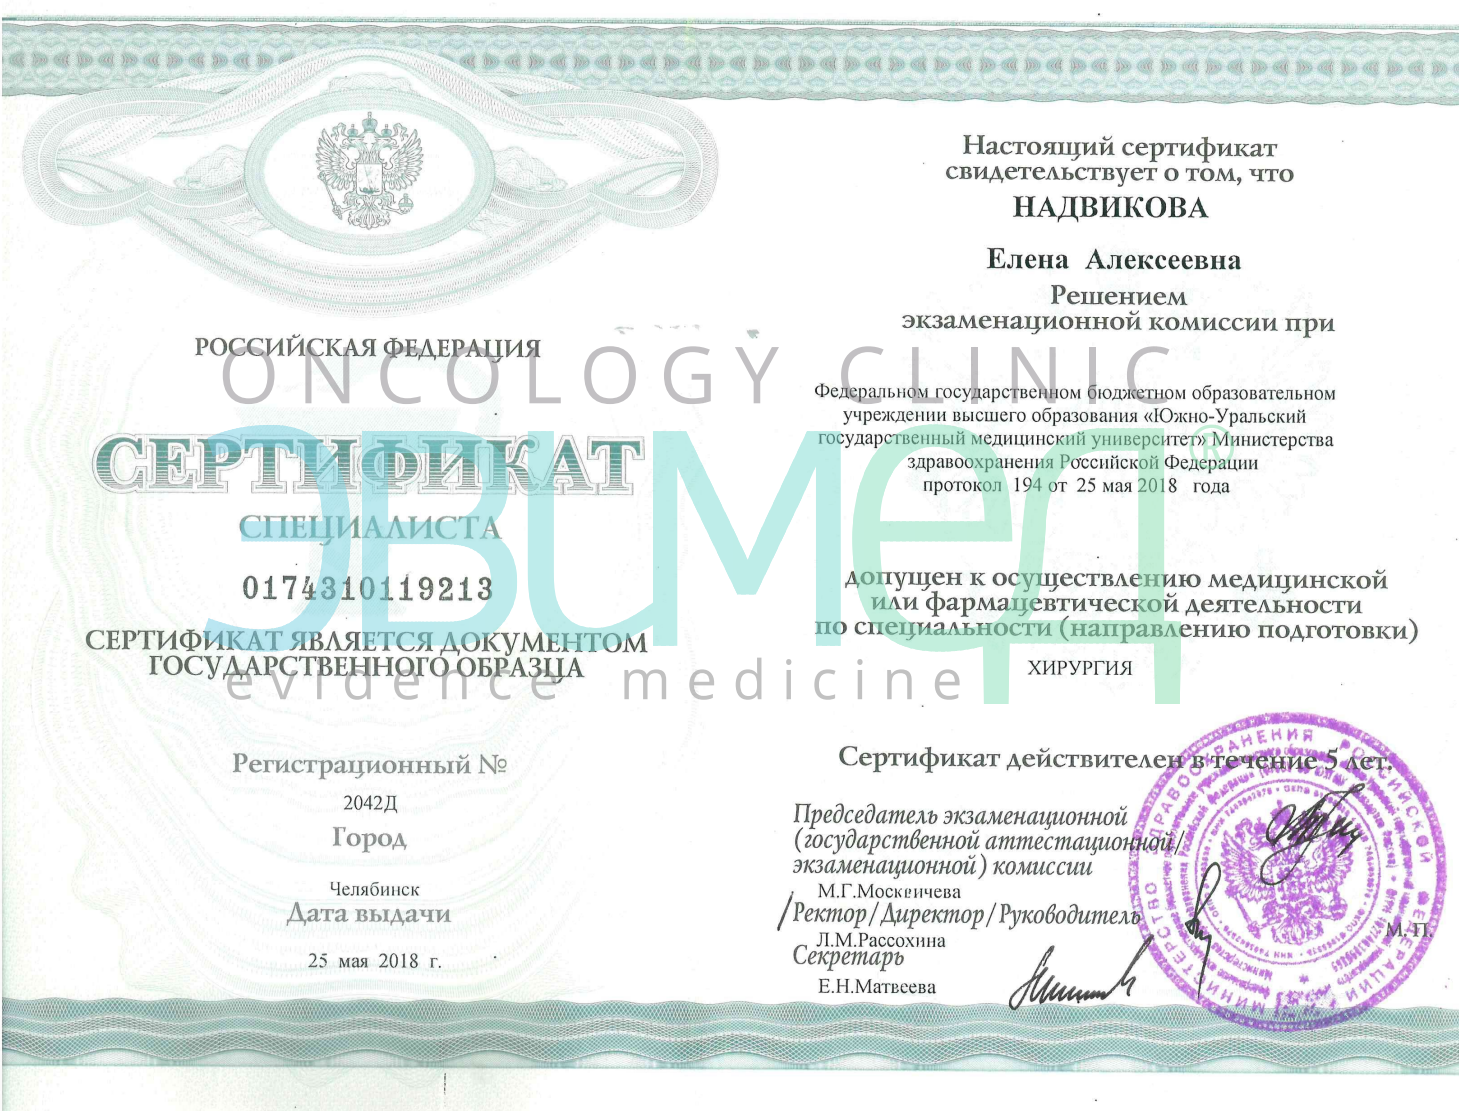 РОССИЙСКАЯ ФЕДЕРАЦИЯ
СЕРТИФИКАТ
СПЕЦИАЛИСТА
0174310119213
СЕРТИФИКАТ ЯВЛЯЕТСЯ ДОКУМЕНТОМ
ГОСУДАРСТВЕННОГО ОБРАЗЦА
Регистрационный №
2042Д
Город
Челябинск
Дата выдачи
25 мая 2018 г.
Настоящий сертификат
свидетельствует о том, что
НАДВИКОВА
Елена Алексеевна
Решением
экзаменационной комиссии при
Федеральном государственном бюджетном образовательном
учреждении высшего образования «Южно-Уральский
государственный медицинский университет» Министерства
здравоохранения Российской Федерации
протокол 194 от 25 мая 2018 года
допущен к осуществлению медицинской
или фармацевтической деятельности
по специальности (направлению подготовки)
ХИРУРГИЯ
Сертификат действителен в течение 5 лет.
Председатель экзаменационной
(государственной аттестационной/
экзаменационной) комиссии
М.Г.Москвичева
Ректор/Директор/Руководитель
Л.М.Рассохина
Секретарь
Е.Н.Матвеева
М. П.
МИНИСТЕРСТВО ЗДРАВООХРАНЕНИЯ РОССИЙСКОЙ ФЕДЕРАЦИИ
ONCOLOGY CLINIC
ЭВИМЕД®
evidence medicine